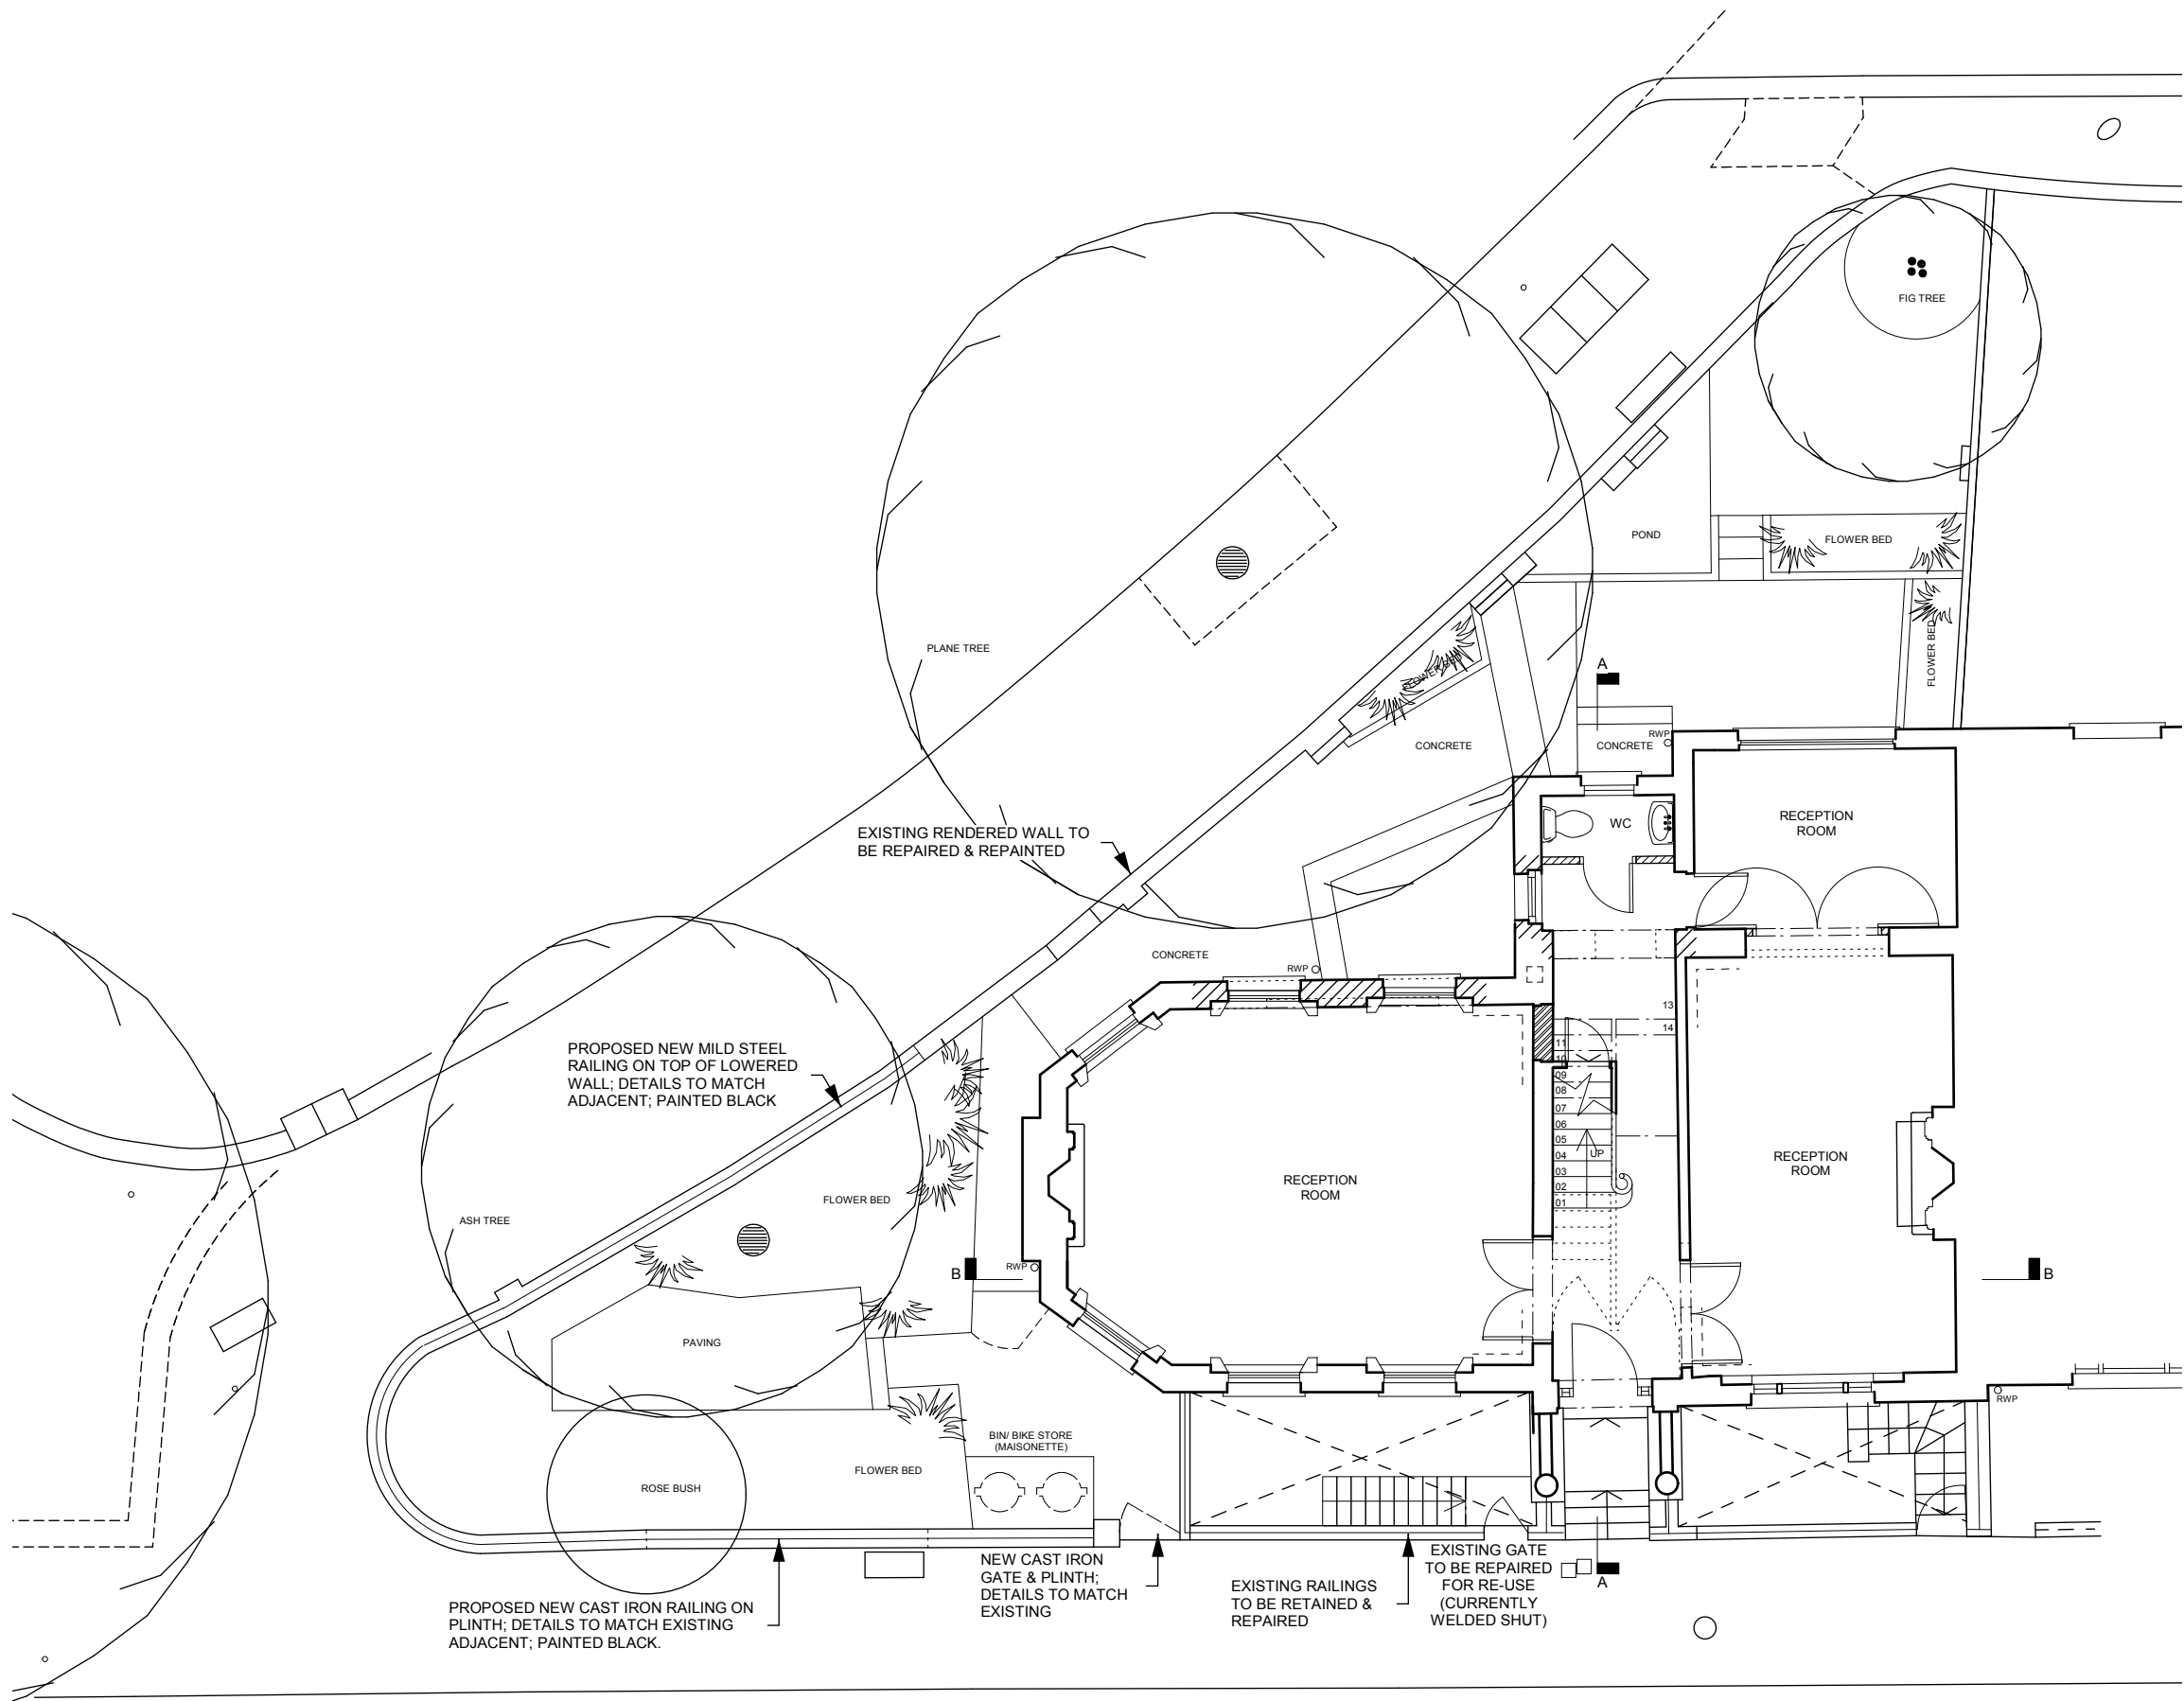 FIG TREE
POND
FLOWER BED
FLOWER BED
PLANE TREE
FLOWER BED
A
CONCRETE
CONCRETE
RWP
WC
RECEPTION
ROOM
EXISTING RENDERED WALL TO
BE REPAIRED & REPAINTED
CONCRETE
RWP
13
14
11
10
09
08
07
06
05
04
03
02
01
UP
PROPOSED NEW MILD STEEL
RAILING ON TOP OF LOWERED
WALL; DETAILS TO MATCH
ADJACENT; PAINTED BLACK
RECEPTION
ROOM
RECEPTION
ROOM
FLOWER BED
ASH TREE
B
RWP
B
PAVING
RWP
BIN/ BIKE STORE
(MAISONETTE)
FLOWER BED
ROSE BUSH
PROPOSED NEW CAST IRON RAILING ON
PLINTH; DETAILS TO MATCH EXISTING
ADJACENT; PAINTED BLACK.
NEW CAST IRON
GATE & PLINTH;
DETAILS TO MATCH
EXISTING
EXISTING RAILINGS
TO BE RETAINED &
REPAIRED
EXISTING GATE
TO BE REPAIRED
FOR RE-USE
(CURRENTLY
WELDED SHUT)
A